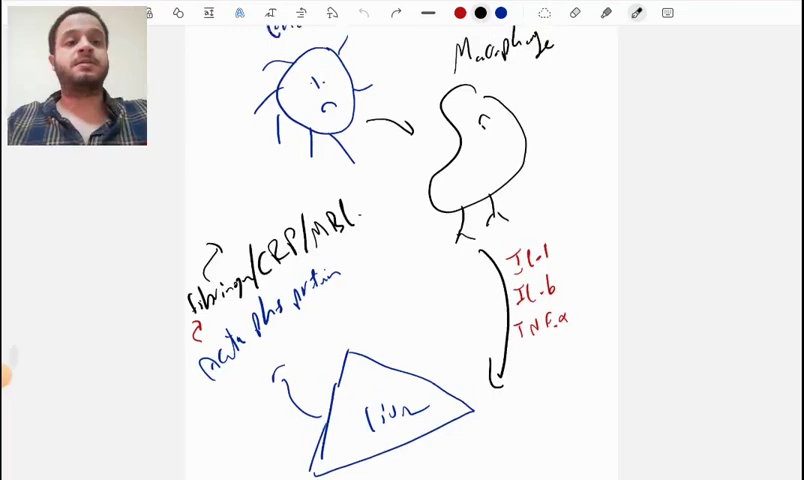 Macrophage
fibrinogen/CRP/MBL
IL-1
IL-6
TNF-α
acute phase protein
liver